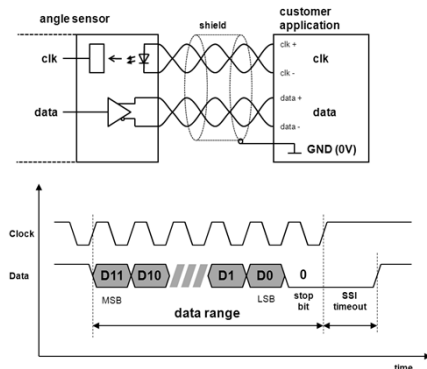 angle sensor
shield
customer
application
clk
clk +
clk -
clk
data
data +
data -
data
GND (0V)
Clock
Data
D11
D10
D1
D0
0
MSB
LSB
stop
bit
SSI
timeout
data range
time